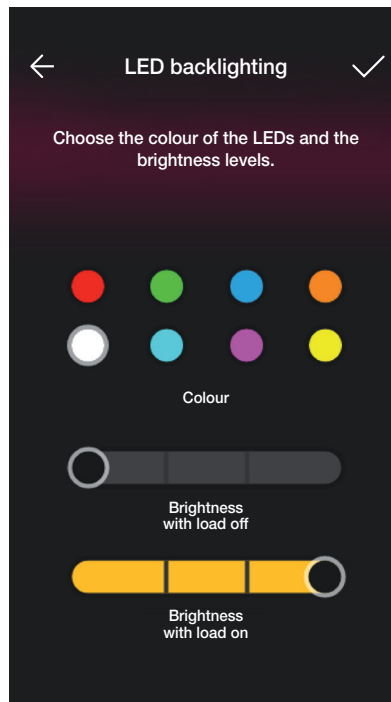 LED backlighting
Choose the colour of the LEDs and the
brightness levels.
Colour
Brightness
with load off
Brightness
with load on